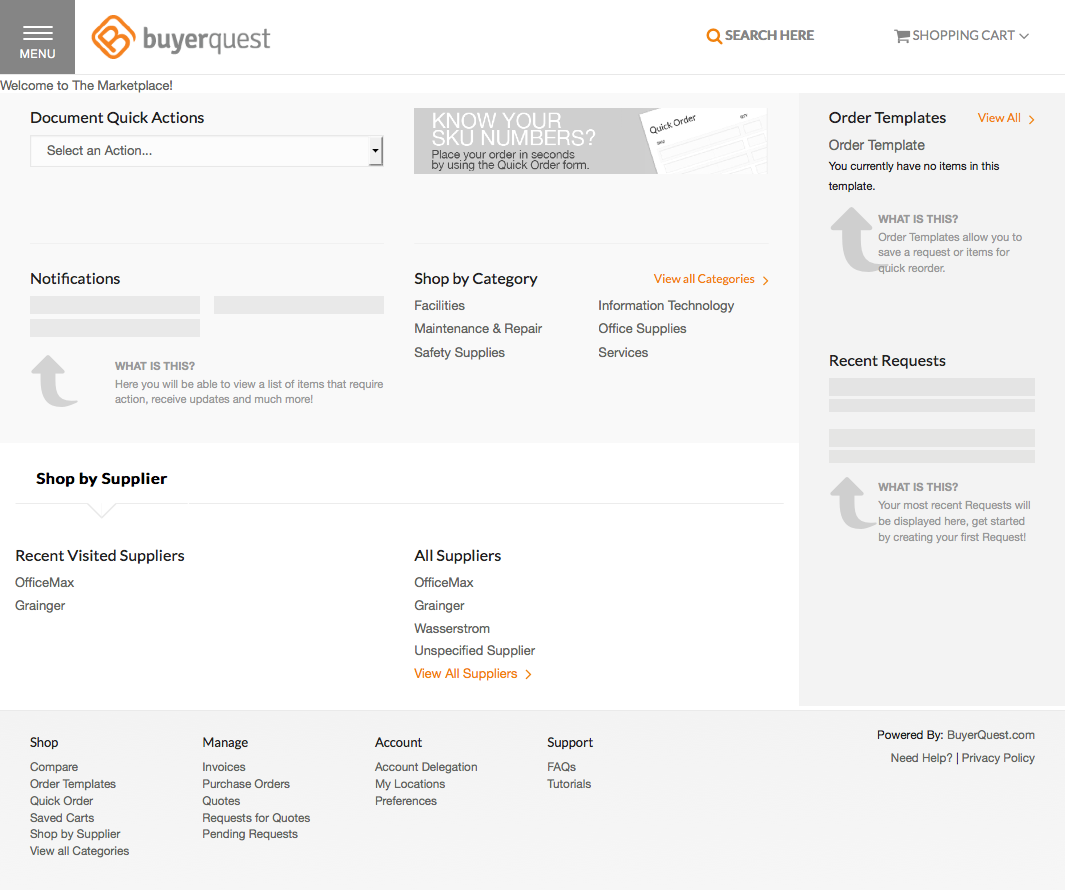 MENU
buyerquest
SEARCH HERE
SHOPPING CART
Welcome to The Marketplace!
Document Quick Actions
Select an Action...
KNOW YOUR
SKU NUMBERS?
Place your order in seconds
by using the Quick Order form.
Quick Order
QTY
SKU
Order Templates
View All
Order Template
You currently have no items in this
template.
WHAT IS THIS?
Order Templates allow you to
save a request or items for
quick reorder.
Notifications
WHAT IS THIS?
Here you will be able to view a list of items that require
action, receive updates and much more!
Shop by Category
View all Categories
Facilities
Information Technology
Maintenance & Repair
Office Supplies
Safety Supplies
Services
Recent Requests
WHAT IS THIS?
Your most recent Requests will
be displayed here, get started
by creating your first Request!
Shop by Supplier
Recent Visited Suppliers
OfficeMax
Grainger
All Suppliers
OfficeMax
Grainger
Wasserstrom
Unspecified Supplier
View All Suppliers
Shop
Compare
Order Templates
Quick Order
Saved Carts
Shop by Supplier
View all Categories
Manage
Invoices
Purchase Orders
Quotes
Requests for Quotes
Pending Requests
Account
Account Delegation
My Locations
Preferences
Support
FAQs
Tutorials
Powered By: BuyerQuest.com
Need Help? | Privacy Policy